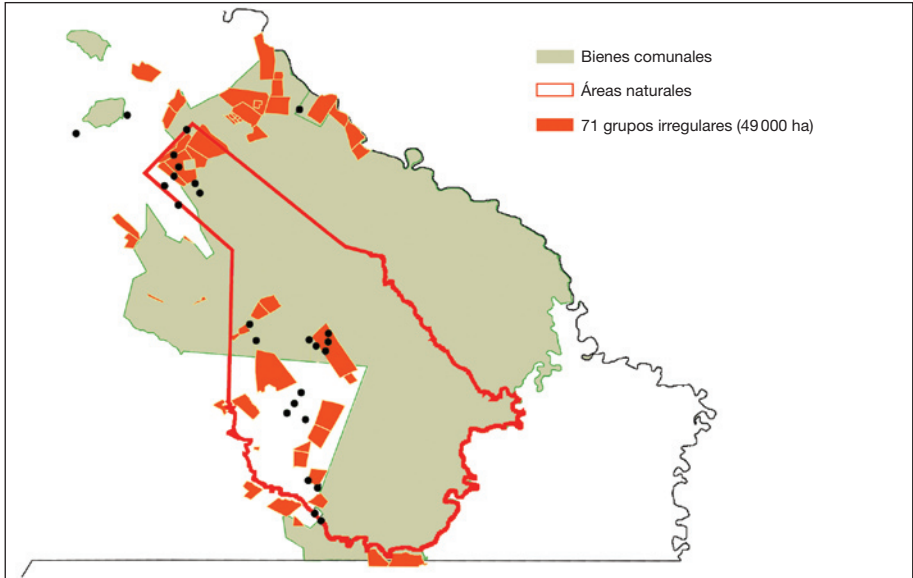 Bienes comunales
Áreas naturales
71 grupos irregulares (49 000 ha)